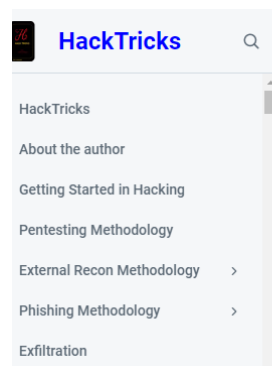 HackTricks
HackTricks
About the author
Getting Started in Hacking
Pentesting Methodology
External Recon Methodology
Phishing Methodology
Exfiltration